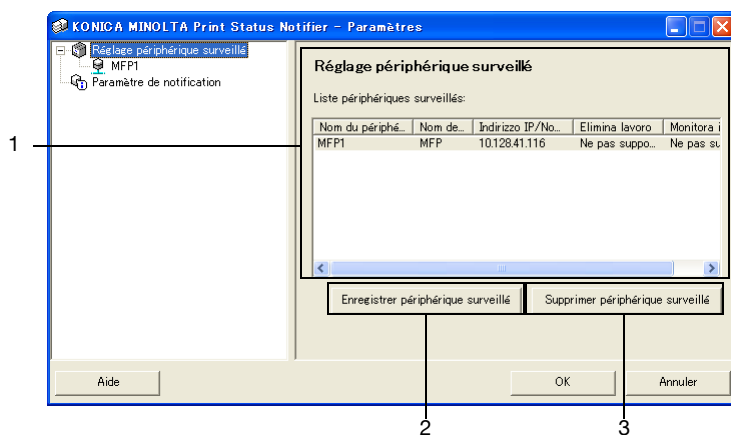 KONICA MINOLTA Print Status Notifier - Paramètres
Réglage périphérique surveillé
MFP1
Paramètre de notification
Réglage périphérique surveillé
Liste périphériques surveillés:
Nom du périphé... Nom de... Indirizzo IP/No... Elimina lavoro Monitora i
MFP1 MFP 10.128.41.116 Ne pas suppo... Ne pas su
1
Enregistrer périphérique surveillé Supprimer périphérique surveillé
Aide OK Annuler
2 3